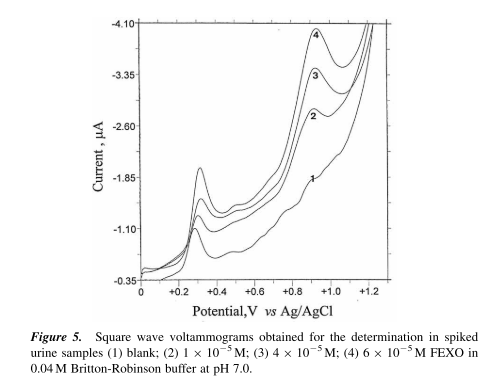 -4.10
-3.35
-2.60
-1.85
-1.10
-0.35
Current, µA
4
3
2
1
0 +0.2 +0.4 +0.6 +0.8 +1.0 +1.2
Potential,V vs Ag/AgCl
Figure 5. Square wave voltammograms obtained for the determination in spiked
urine samples (1) blank; (2) 1 × 10⁻⁵ M; (3) 4 × 10⁻⁵ M; (4) 6 × 10⁻⁵ M FEXO in
0.04 M Britton-Robinson buffer at pH 7.0.